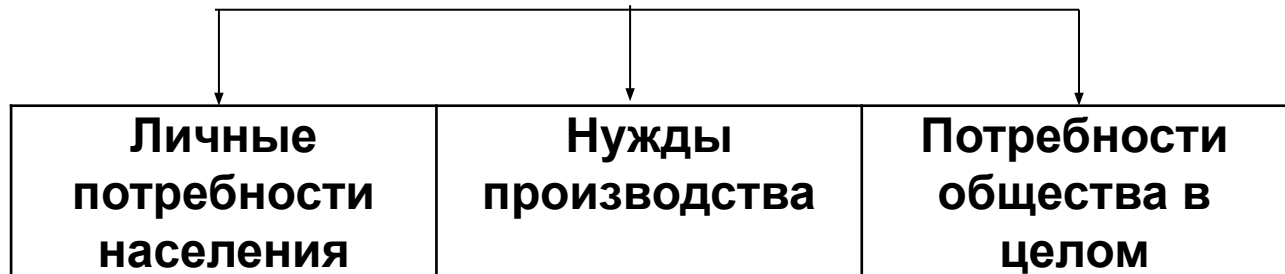 Личные
потребности
населения
Нужды
производства
Потребности
общества в
целом